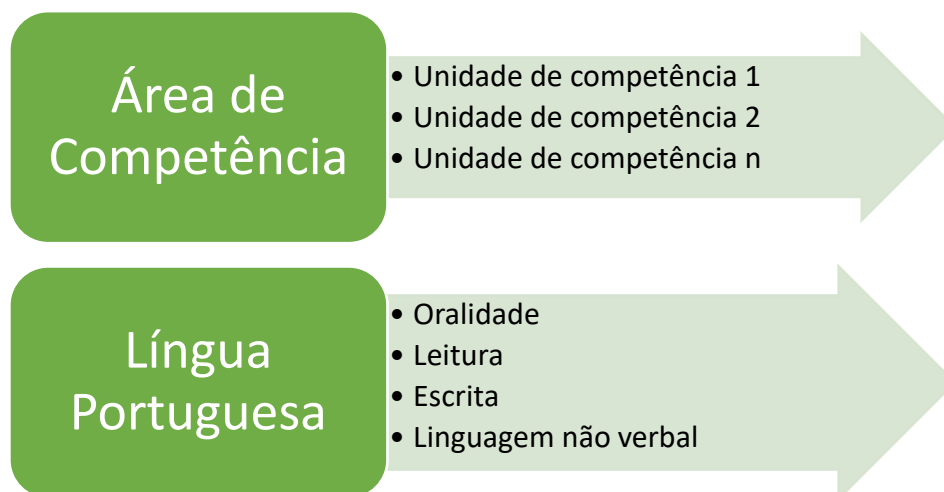 Área de
Competência
• Unidade de competência 1
• Unidade de competência 2
• Unidade de competência n
Língua
Portuguesa
• Oralidade
• Leitura
• Escrita
• Linguagem não verbal